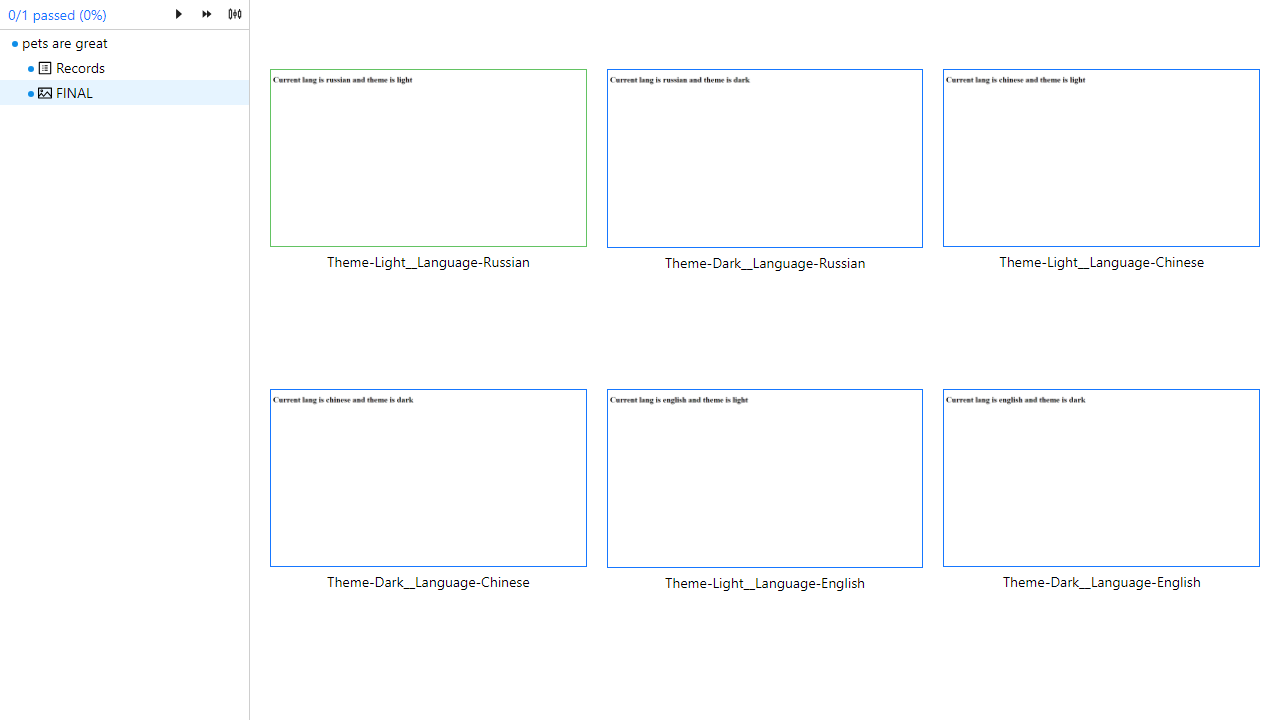 0/1 passed (0%)
pets are great
Records
FINAL
Current lang is russian and theme is light
Current lang is russian and theme is dark
Current lang is chinese and theme is light
Theme-Light__Language-Russian
Theme-Dark__Language-Russian
Theme-Light__Language-Chinese
Current lang is chinese and theme is dark
Current lang is english and theme is light
Current lang is english and theme is dark
Theme-Dark__Language-Chinese
Theme-Light__Language-English
Theme-Dark__Language-English